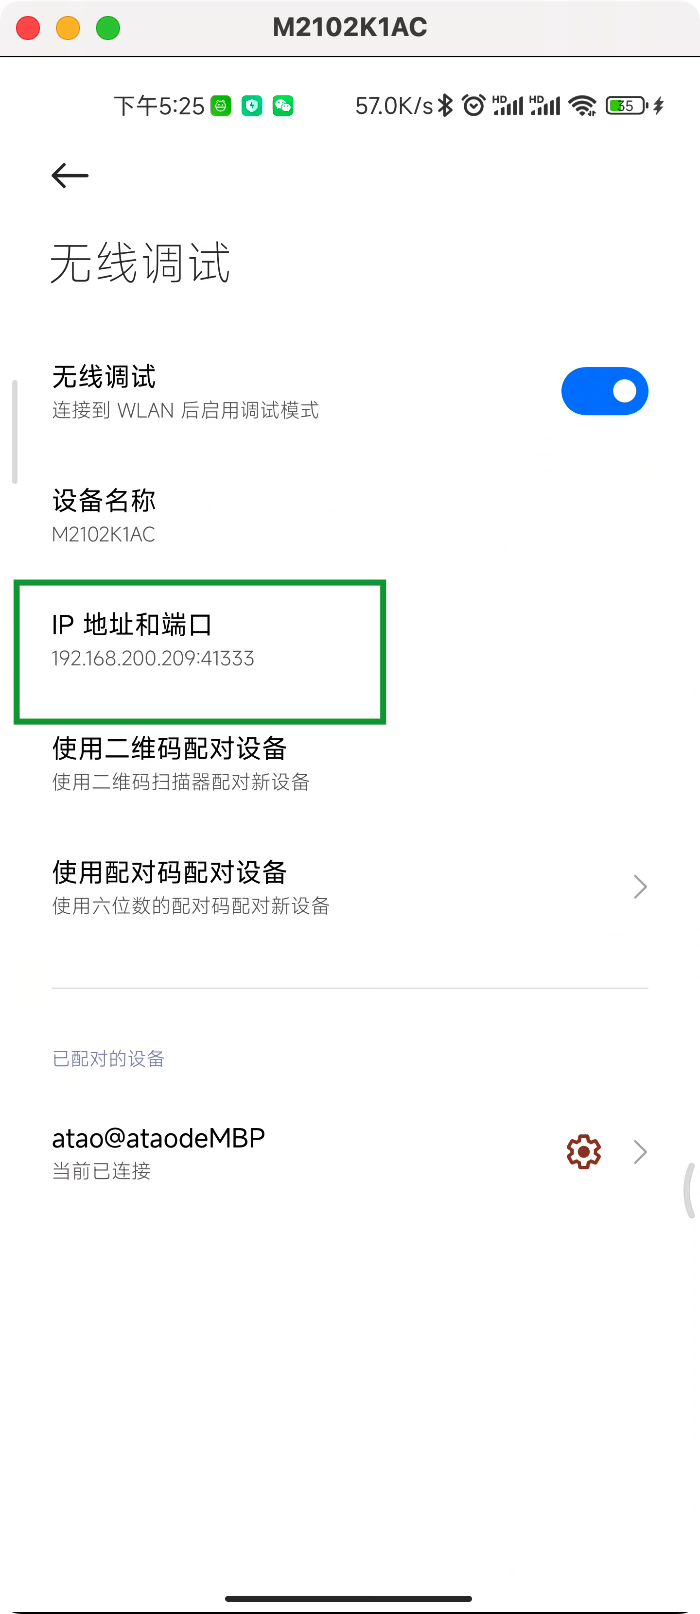 M2102K1AC
下午5:25 57.0K/s HD HD 35
无线调试
无线调试
连接到 WLAN 后启用调试模式
设备名称
M2102K1AC
IP 地址和端口
192.168.200.209:41333
使用二维码配对设备
使用二维码扫描器配对新设备
使用配对码配对设备
使用六位数的配对码配对新设备
已配对的设备
atao@ataodeMBP
当前已连接